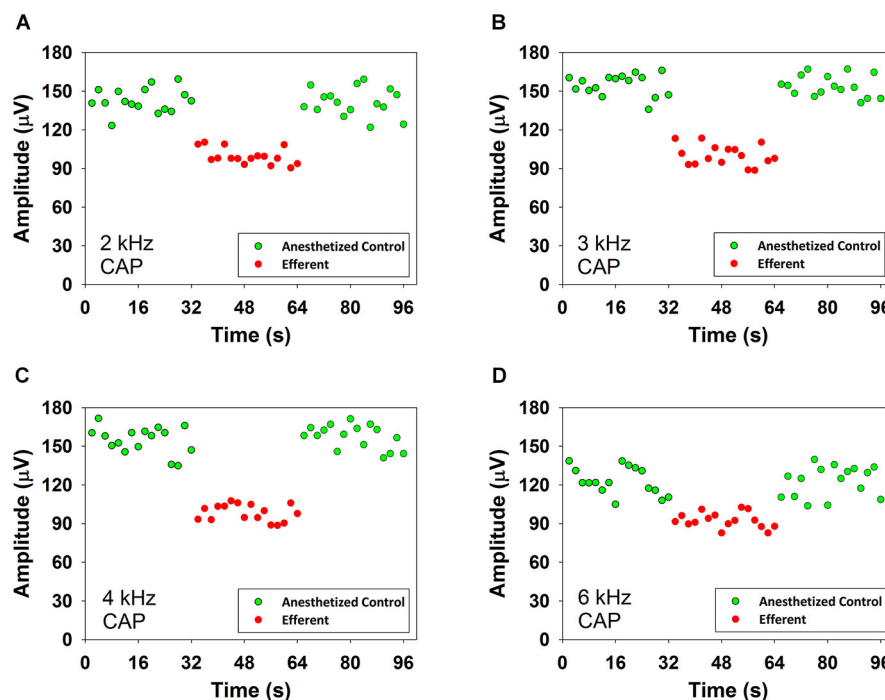 A
180
150
120
90
60
30
0
Amplitude (μV)
2 kHz
CAP
Anesthetized Control
Efferent
0 16 32 48 64 80 96
Time (s)
B
180
150
120
90
60
30
0
Amplitude (μV)
3 kHz
CAP
Anesthetized Control
Efferent
0 16 32 48 64 80 96
Time (s)
C
180
150
120
90
60
30
0
Amplitude (μV)
4 kHz
CAP
Anesthetized Control
Efferent
0 16 32 48 64 80 96
Time (s)
D
180
150
120
90
60
30
0
Amplitude (μV)
6 kHz
CAP
Anesthetized Control
Efferent
0 16 32 48 64 80 96
Time (s)